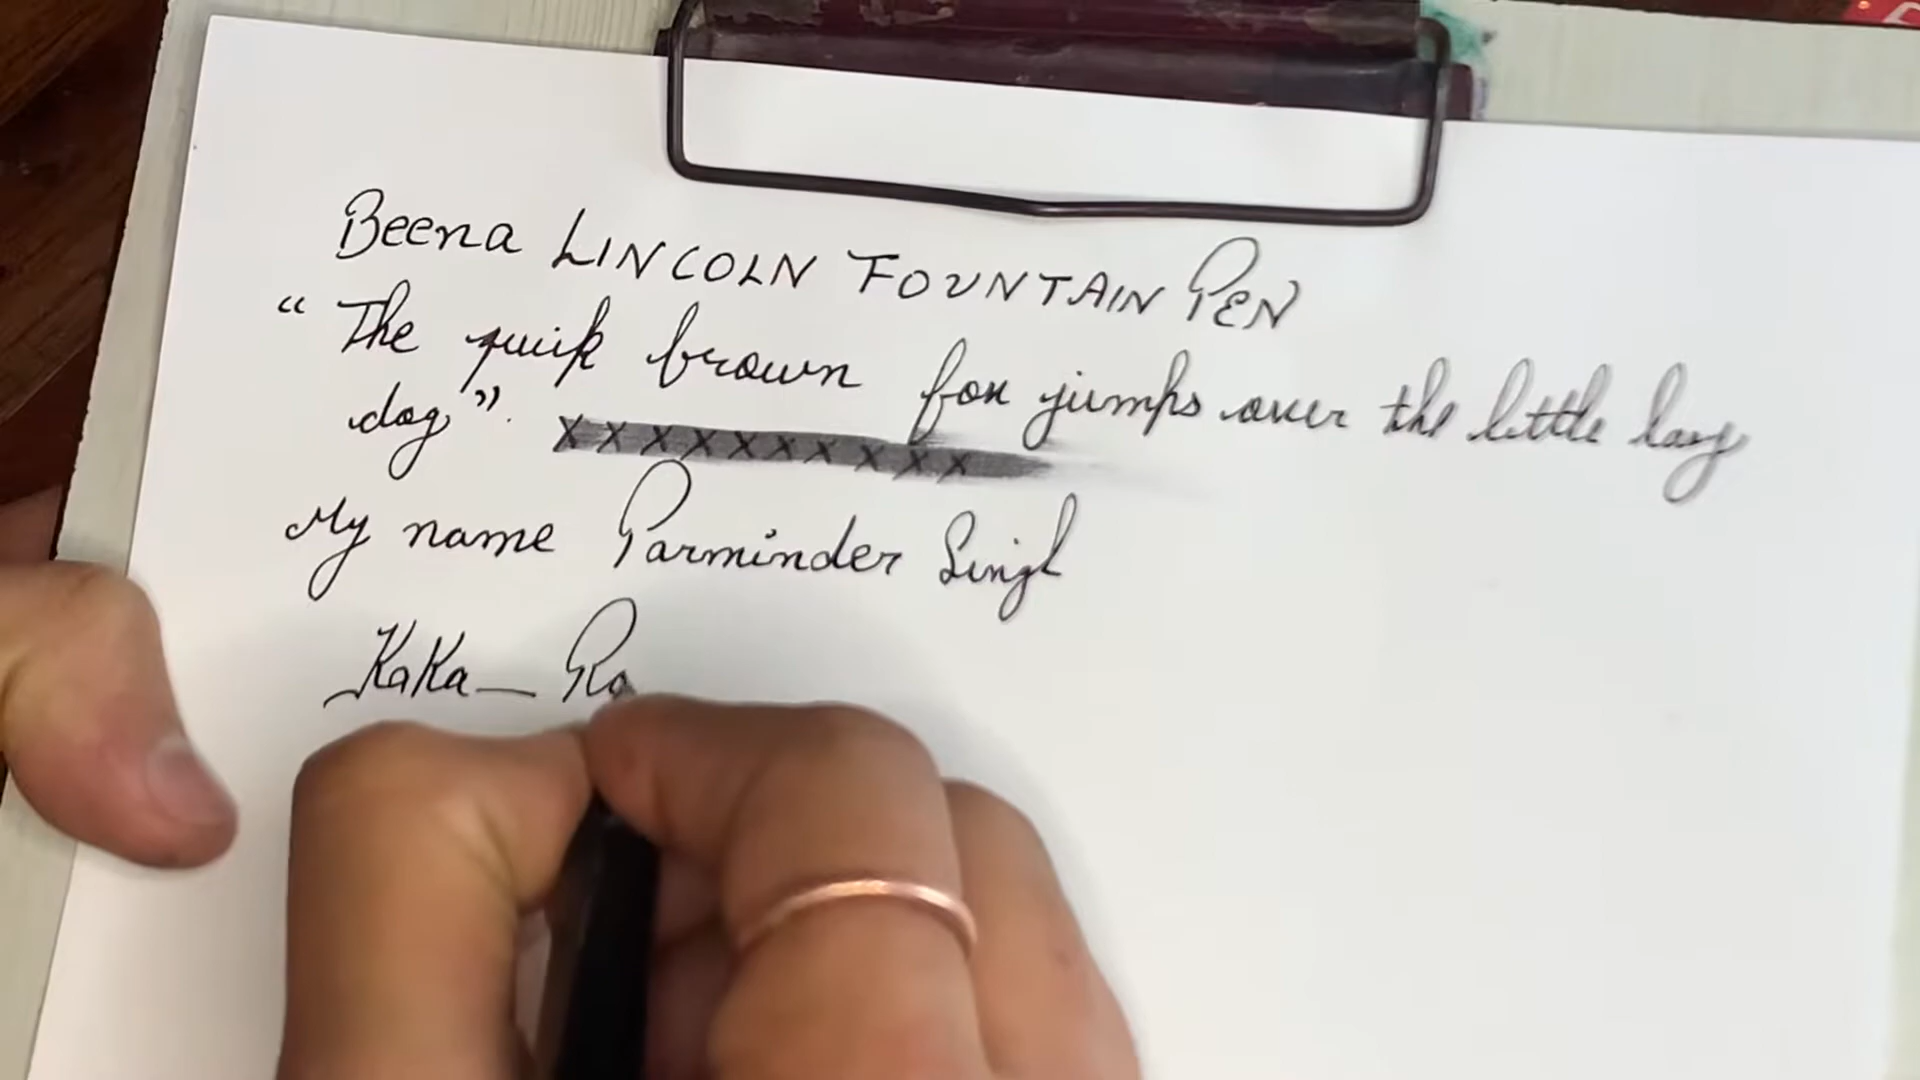 Beena LINCOLN FOUNTAIN PEN
“ The quik brown fox jumps over the little lazy
dog”. x x x x x x x x x x
My name Parminder Singh
KaKa — Ra